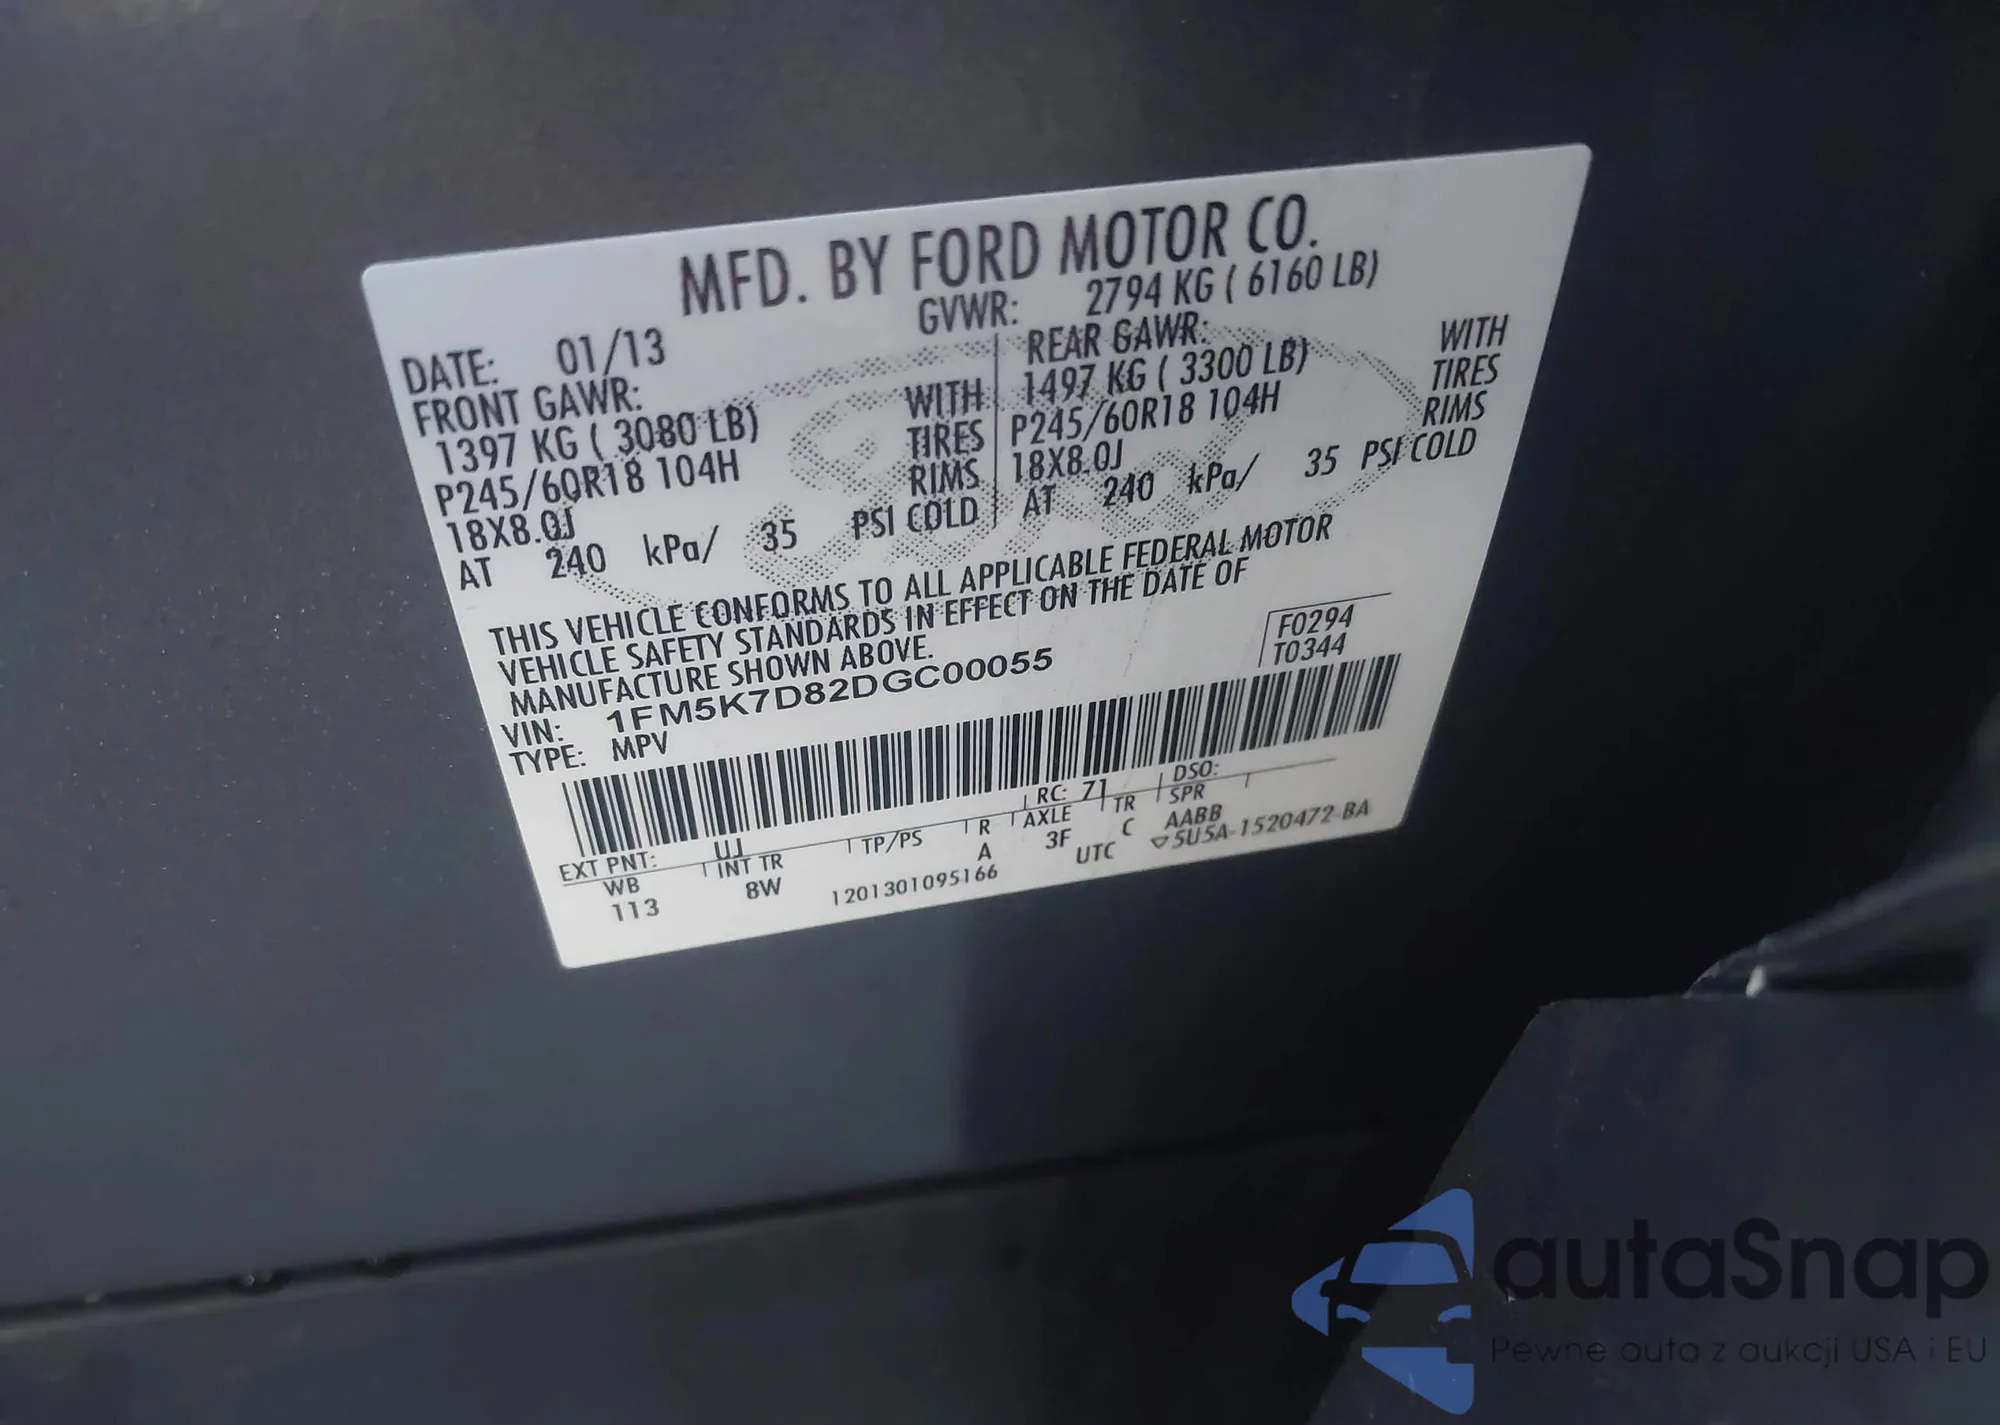 MFD. BY FORD MOTOR CO.
DATE: 01/13 GVWR: 2794 KG ( 6160 LB)
FRONT GAWR: REAR GAWR:
1397 KG ( 3080 LB) WITH 1497 KG ( 3300 LB) WITH
P245/60R18 104H TIRES P245/60R18 104H TIRES
18X8.0J RIMS 18X8.0J RIMS
AT 240 kPa/ 35 PSI COLD AT 240 kPa/ 35 PSI COLD
THIS VEHICLE CONFORMS TO ALL APPLICABLE FEDERAL MOTOR
VEHICLE SAFETY STANDARDS IN EFFECT ON THE DATE OF
MANUFACTURE SHOWN ABOVE.
F0294
T0344
VIN: 1FM5K7D82DGC00055
TYPE: MPV
EXT PNT: UJ RC: 71 DSO:
WB INT TR TP/PS R AXLE TR SPR
113 8W A 3F C AABB
1201301095166 UTC ▽5U5A-1520472-BA
autaSnap
Pewne auta z aukcji USA i EU